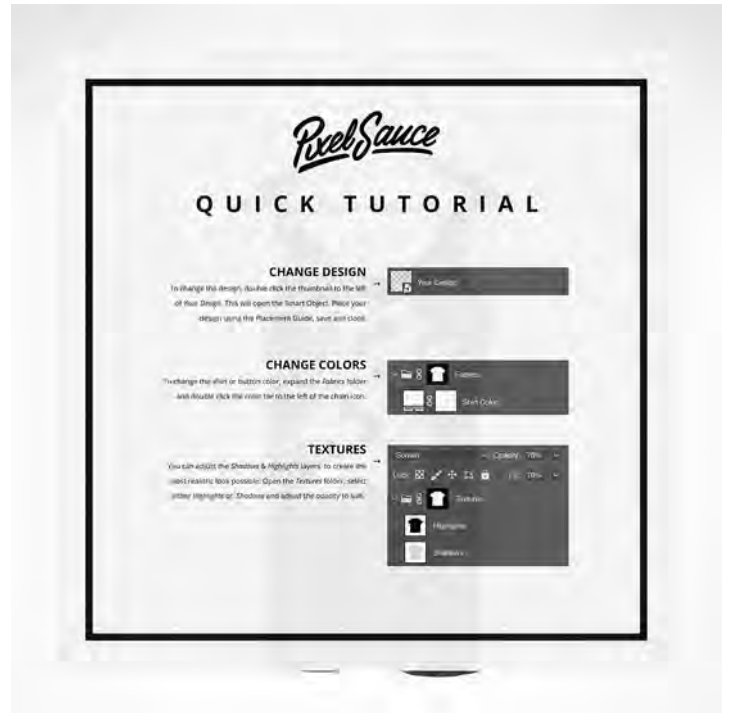 PixelSauce
QUICK TUTORIAL
CHANGE DESIGN
To change the design, double click the thumbnail to the left
of Your Design. This will open the Smart Object. Place your
design using the Placement Guide, save and close.
Your Design
CHANGE COLORS
To change the shirt or button color, expand the Fabrics folder
and double click the color tile to the left of the chain icon.
Fabrics
Shirt Color
TEXTURES
You can adjust the Shadows & Highlights layers, to create the
most realistic look possible. Open the Textures folder, select
either Highlights or Shadows and adjust the opacity to suit.
Screen Opacity: 70%
Lock: Fill: 70%
Textures
Highlights
Shadows